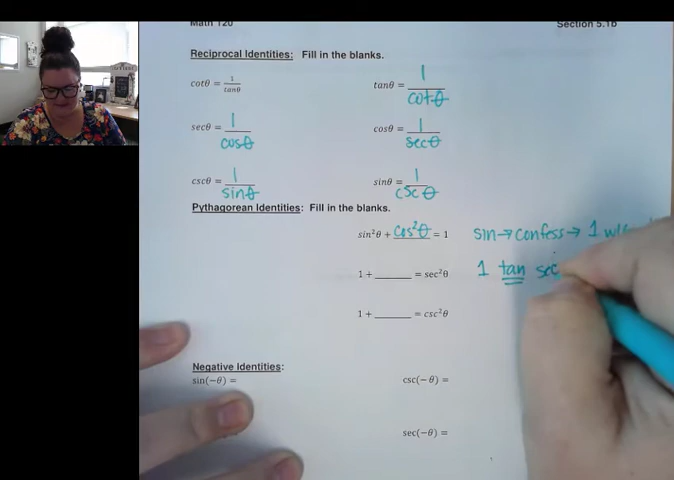 Math 120 Section 5.1b
Reciprocal Identities: Fill in the blanks.
cotθ = 1/tanθ tanθ = 1/cotθ
secθ = 1/cosθ cosθ = 1/secθ
cscθ = 1/sinθ sinθ = 1/cscθ
Pythagorean Identities: Fill in the blanks.
sin²θ + cos²θ = 1 sin→confess→1
1 + ______ = sec²θ 1 tan sec
1 + ______ = csc²θ
Negative Identities:
sin(−θ) = csc(−θ) =
sec(−θ) =